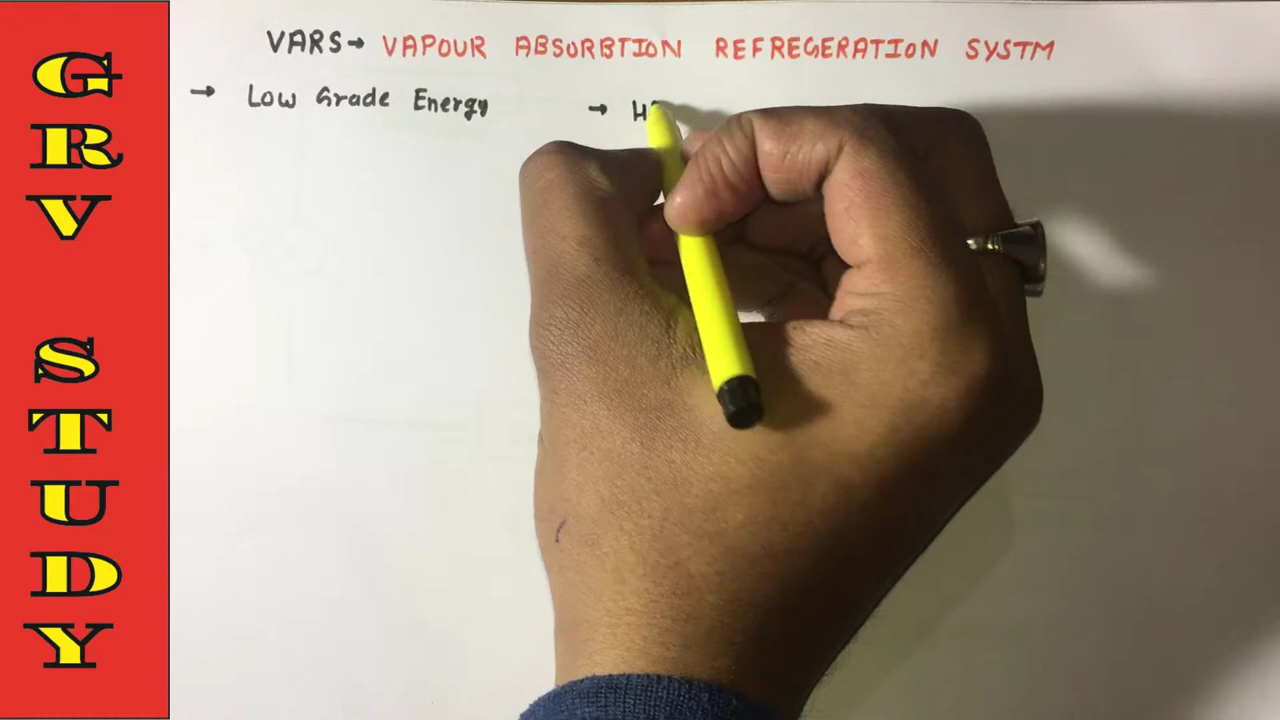 GRV STUDY
VARS→ VAPOUR ABSORBTION REFREGERATION SYSTM
→ Low Grade Energy → H